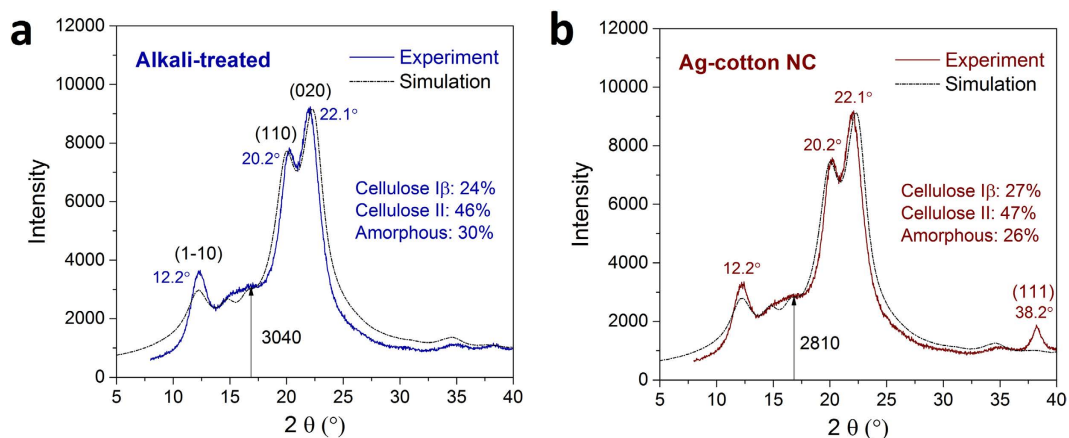 a
Alkali-treated
Experiment
Simulation
(020)
22.1°
(110)
20.2°
(1-10)
12.2°
Cellulose Iβ: 24%
Cellulose II: 46%
Amorphous: 30%
3040
12000
10000
8000
6000
4000
2000
0
Intensity
5 10 15 20 25 30 35 40
2 θ (°)
b
Ag-cotton NC
Experiment
Simulation
22.1°
20.2°
12.2°
Cellulose Iβ: 27%
Cellulose II: 47%
Amorphous: 26%
(111)
38.2°
2810
12000
10000
8000
6000
4000
2000
0
Intensity
5 10 15 20 25 30 35 40
2 θ (°)